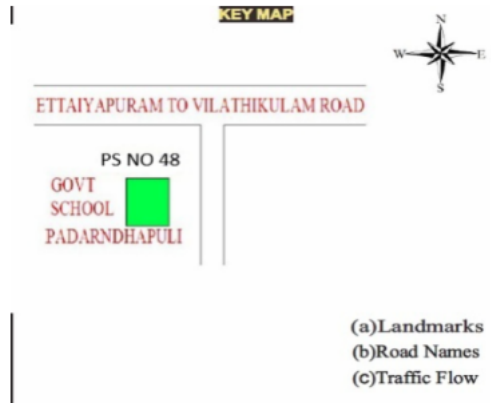 KEY MAP
N
W E
S
ETTAIYAPURAM TO VILATHIKULAM ROAD
PS NO 48
GOVT
SCHOOL
PADARNDHAPULI
(a)Landmarks
(b)Road Names
(c)Traffic Flow